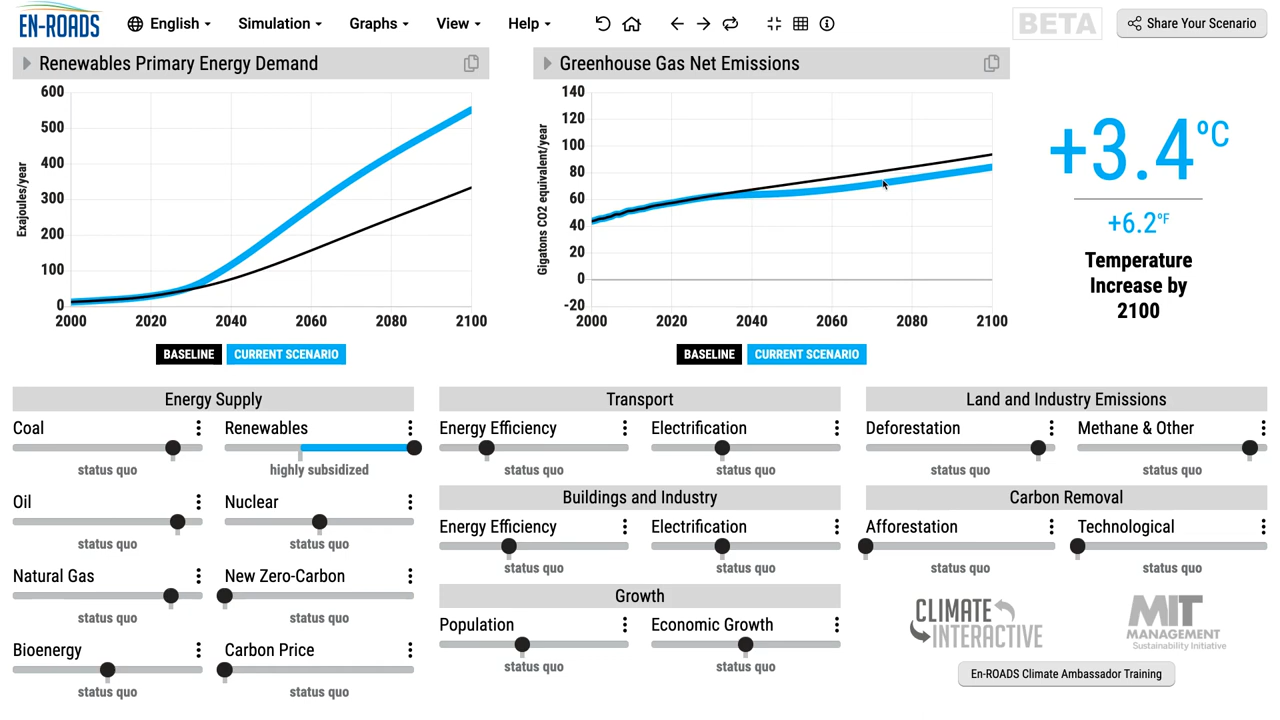 EN-ROADS
English
Simulation
Graphs
View
Help
BETA
Share Your Scenario
Renewables Primary Energy Demand
Greenhouse Gas Net Emissions
600
500
400
300
200
100
0
Exajoules/year
2000 2020 2040 2060 2080 2100
BASELINE CURRENT SCENARIO
140
120
100
80
60
40
20
0
-20
Gigatons CO2 equivalent/year
2000 2020 2040 2060 2080 2100
BASELINE CURRENT SCENARIO
+3.4°C
+6.2°F
Temperature
Increase by
2100
Energy Supply
Coal
status quo
Renewables
highly subsidized
Oil
status quo
Nuclear
status quo
Natural Gas
status quo
New Zero-Carbon
status quo
Bioenergy
status quo
Carbon Price
status quo
Transport
Energy Efficiency
status quo
Electrification
status quo
Buildings and Industry
Energy Efficiency
status quo
Electrification
status quo
Growth
Population
status quo
Economic Growth
status quo
Land and Industry Emissions
Deforestation
status quo
Methane & Other
status quo
Carbon Removal
Afforestation
status quo
Technological
status quo
CLIMATE
INTERACTIVE
MIT
MANAGEMENT
Sustainability Initiative
En-ROADS Climate Ambassador Training